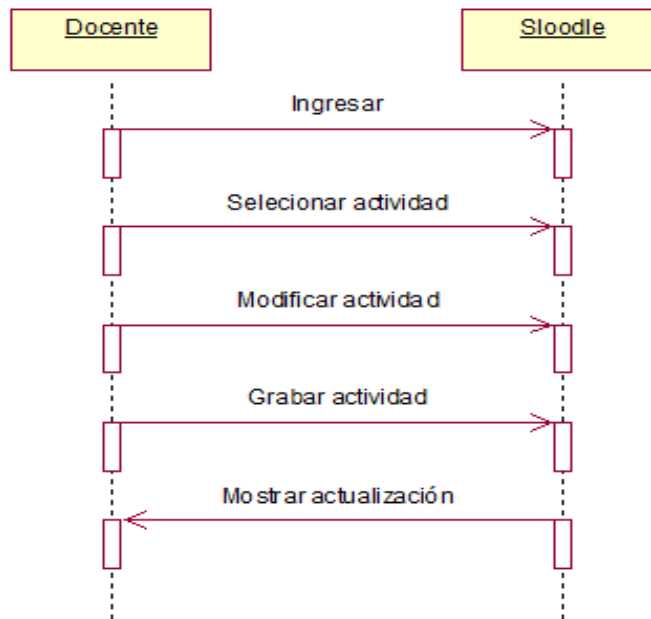 Docente
Sloodle
Ingresar
Selecionar actividad
Modificar actividad
Grabar actividad
Mostrar actualización